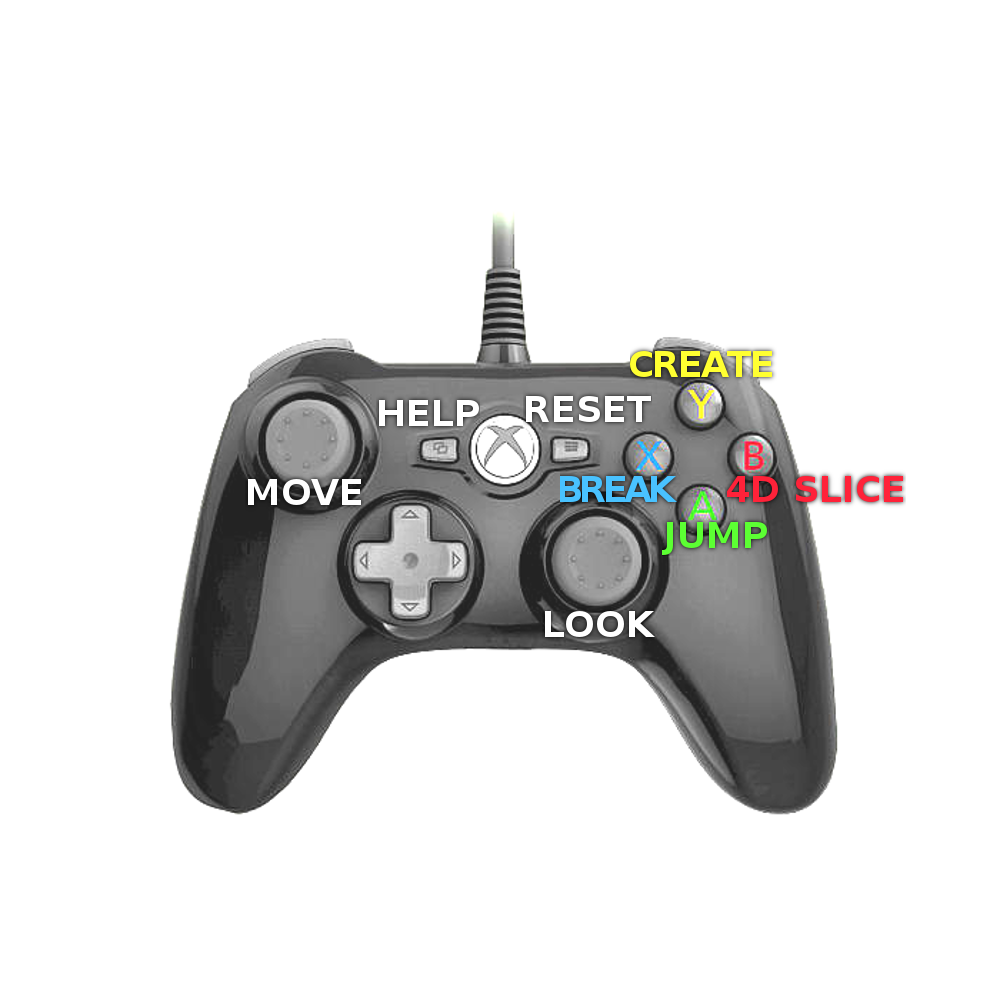 CREATE
Y
HELP
RESET
X
B
MOVE
BREAK
4D SLICE
A
JUMP
LOOK